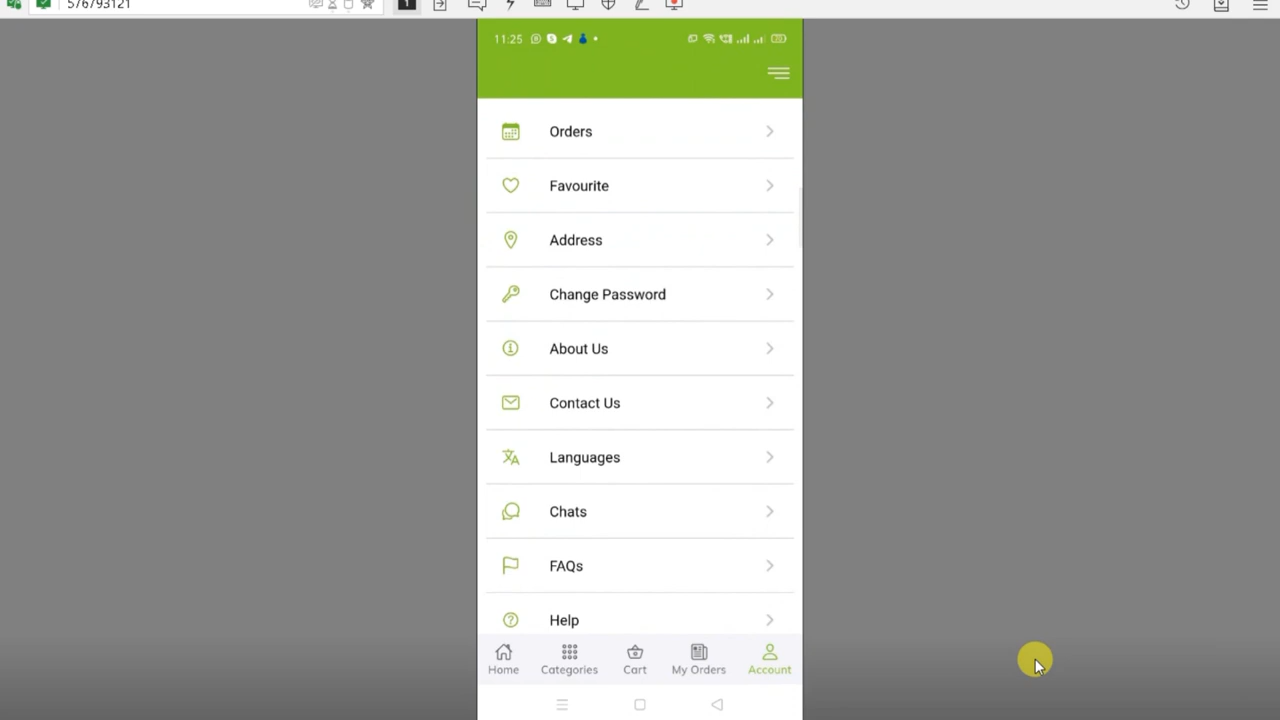 576793121
1
11:25
Orders
Favourite
Address
Change Password
About Us
Contact Us
Languages
Chats
FAQs
Help
Home
Categories
Cart
My Orders
Account